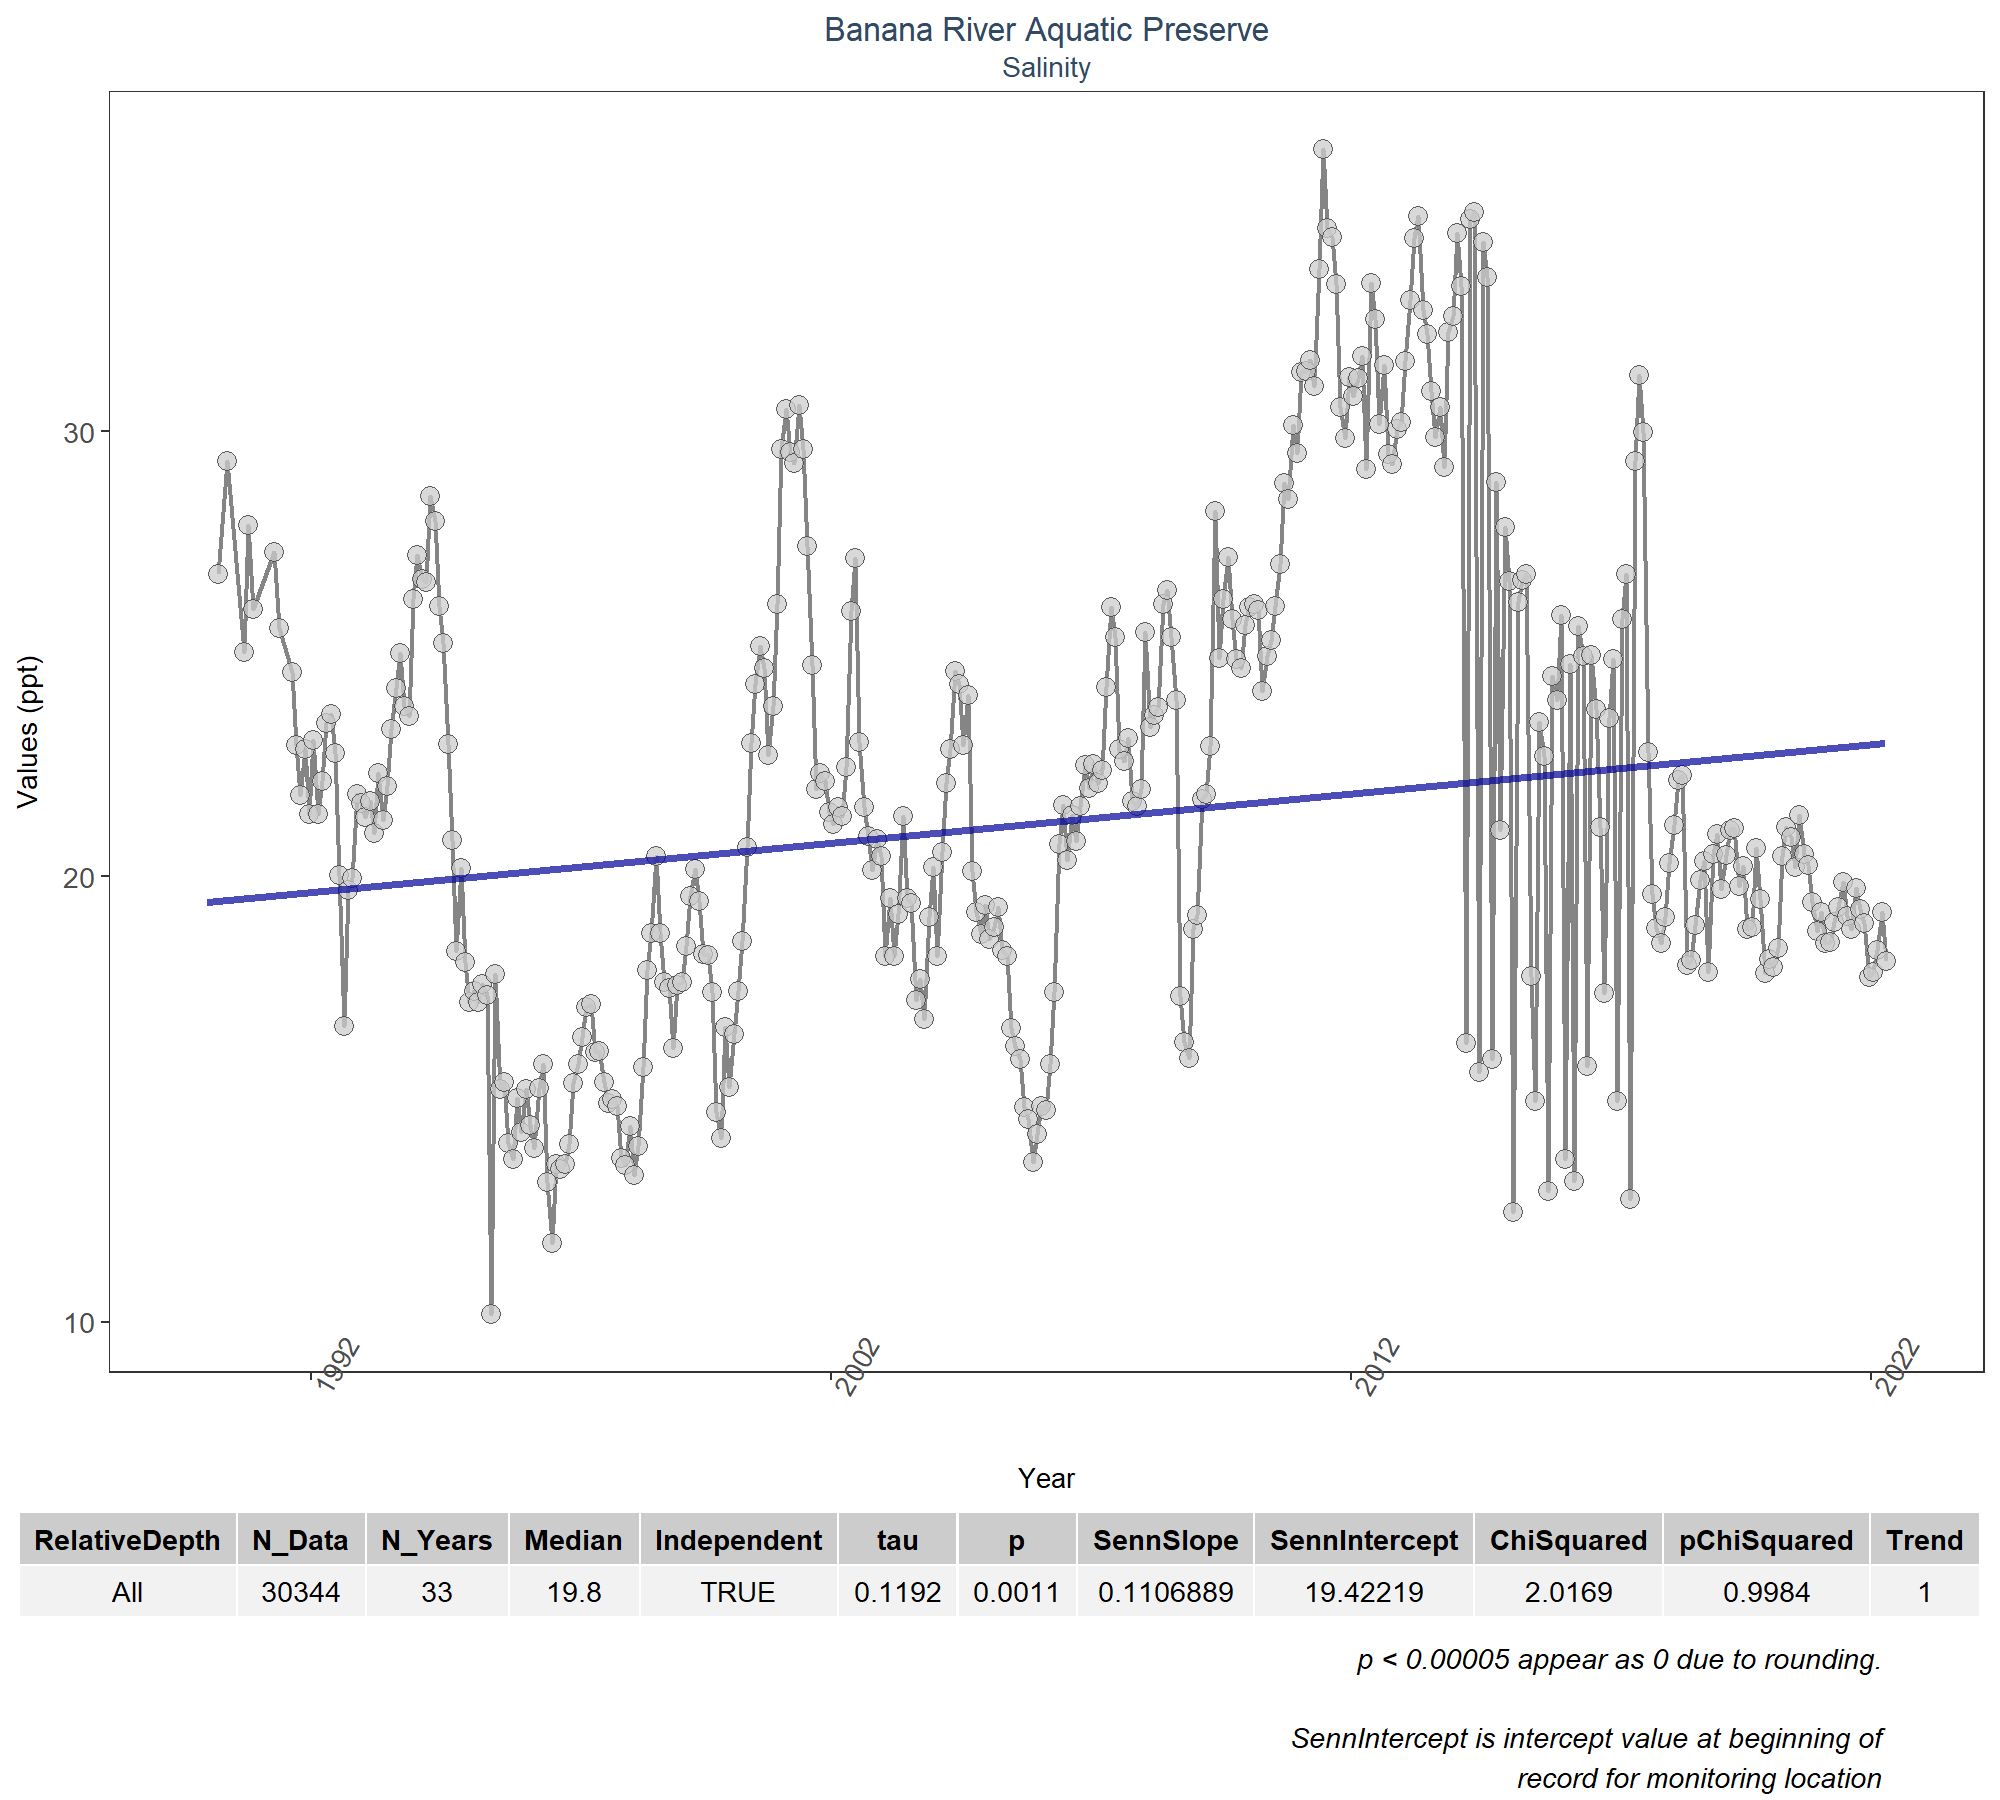 Banana River Aquatic Preserve
Salinity
Values (ppt)
30
20
10
1992 2002 2012 2022
Year
RelativeDepth N_Data N_Years Median Independent tau p SennSlope SennIntercept ChiSquared pChiSquared Trend
All 30344 33 19.8 TRUE 0.1192 0.0011 0.1106889 19.42219 2.0169 0.9984 1
p < 0.00005 appear as 0 due to rounding.
SennIntercept is intercept value at beginning of
record for monitoring location